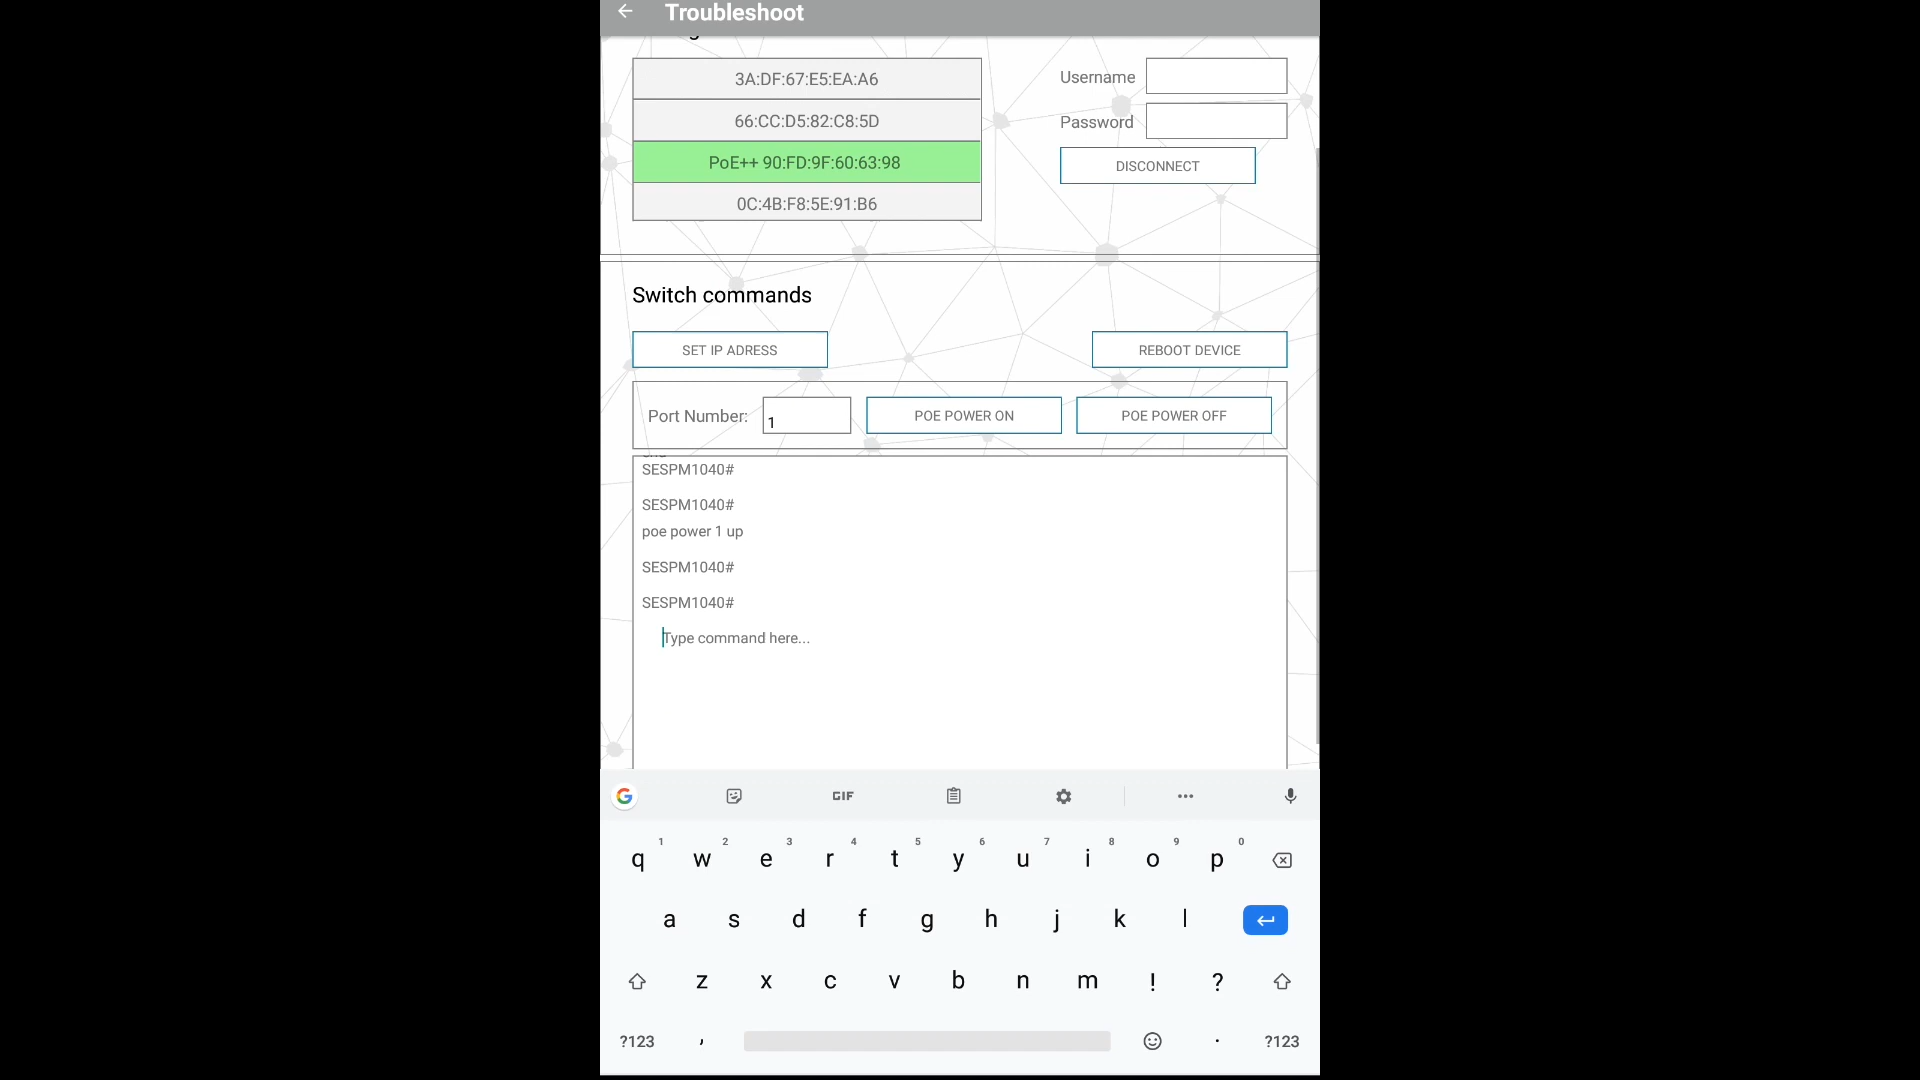 Troubleshoot
3A:DF:67:E5:EA:A6
Username
66:CC:D5:82:C8:5D
Password
PoE++ 90:FD:9F:60:63:98
DISCONNECT
0C:4B:F8:5E:91:B6
Switch commands
SET IP ADRESS
REBOOT DEVICE
Port Number: 1 POE POWER ON POE POWER OFF
SESPM1040#
SESPM1040#
poe power 1 up
SESPM1040#
SESPM1040#
Type command here...
G GIF
1 2 3 4 5 6 7 8 9 0
q w e r t y u i o p
a s d f g h j k l
z x c v b n m ! ?
?123 , . ?123